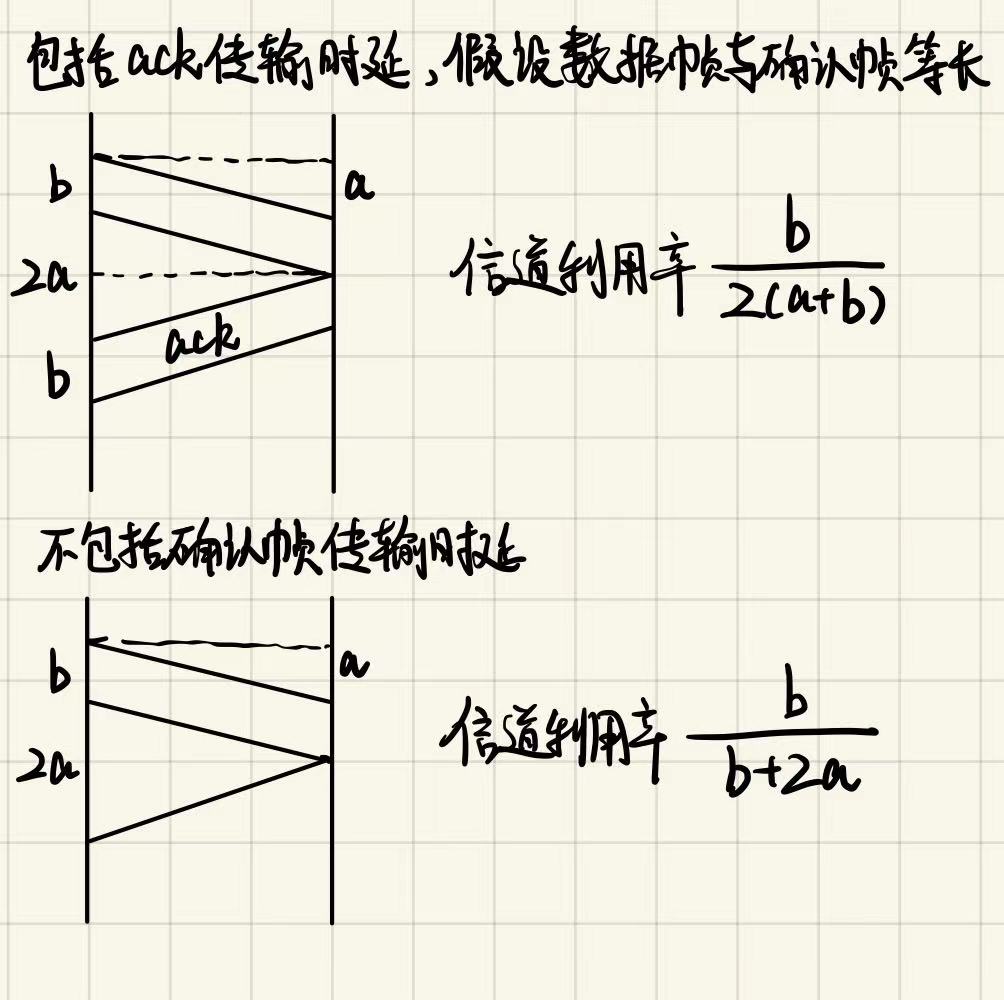 包括ack传输时延，假设数据帧与确认帧等长
b
a
2a
ack
b
信道利用率 b/2(a+b)
不包括确认帧传输时延
b
a
2a
信道利用率 b/b+2a